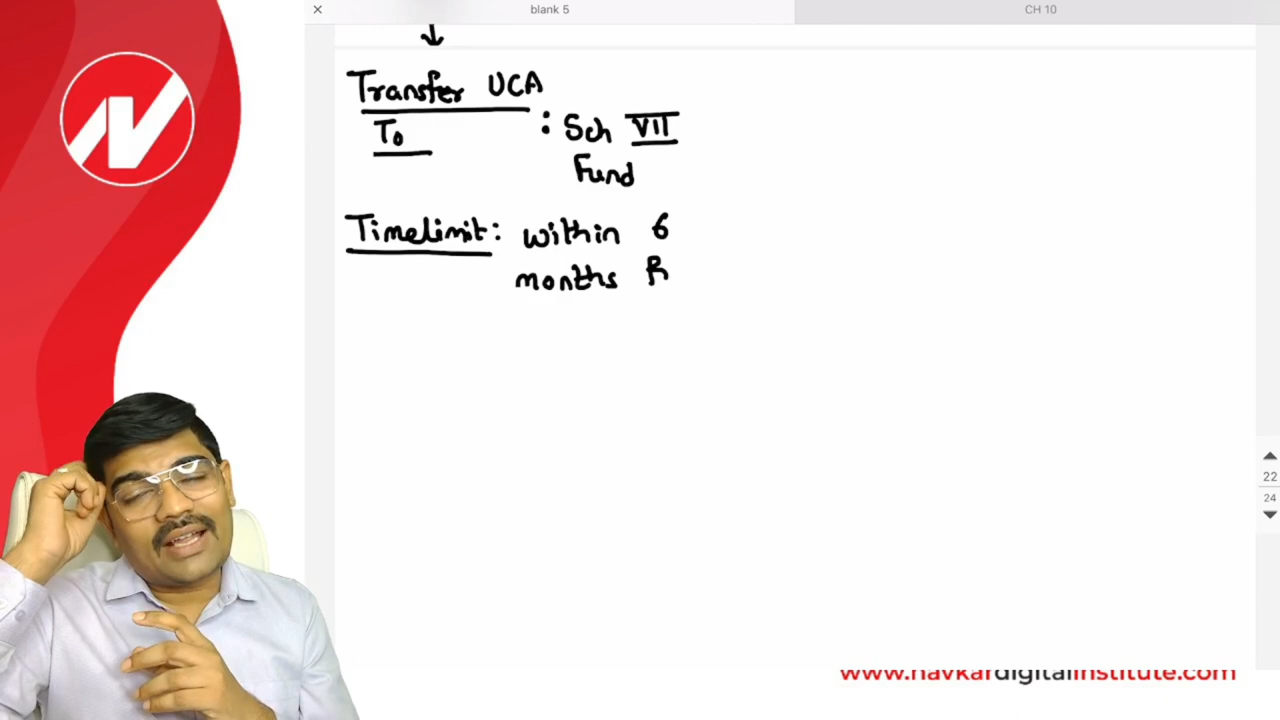 blank 5
CH 10
Transfer UCA
To : Sch VII
Fund
Timelimit: within 6
months
22
24
www.navkardigitalinstitute.com